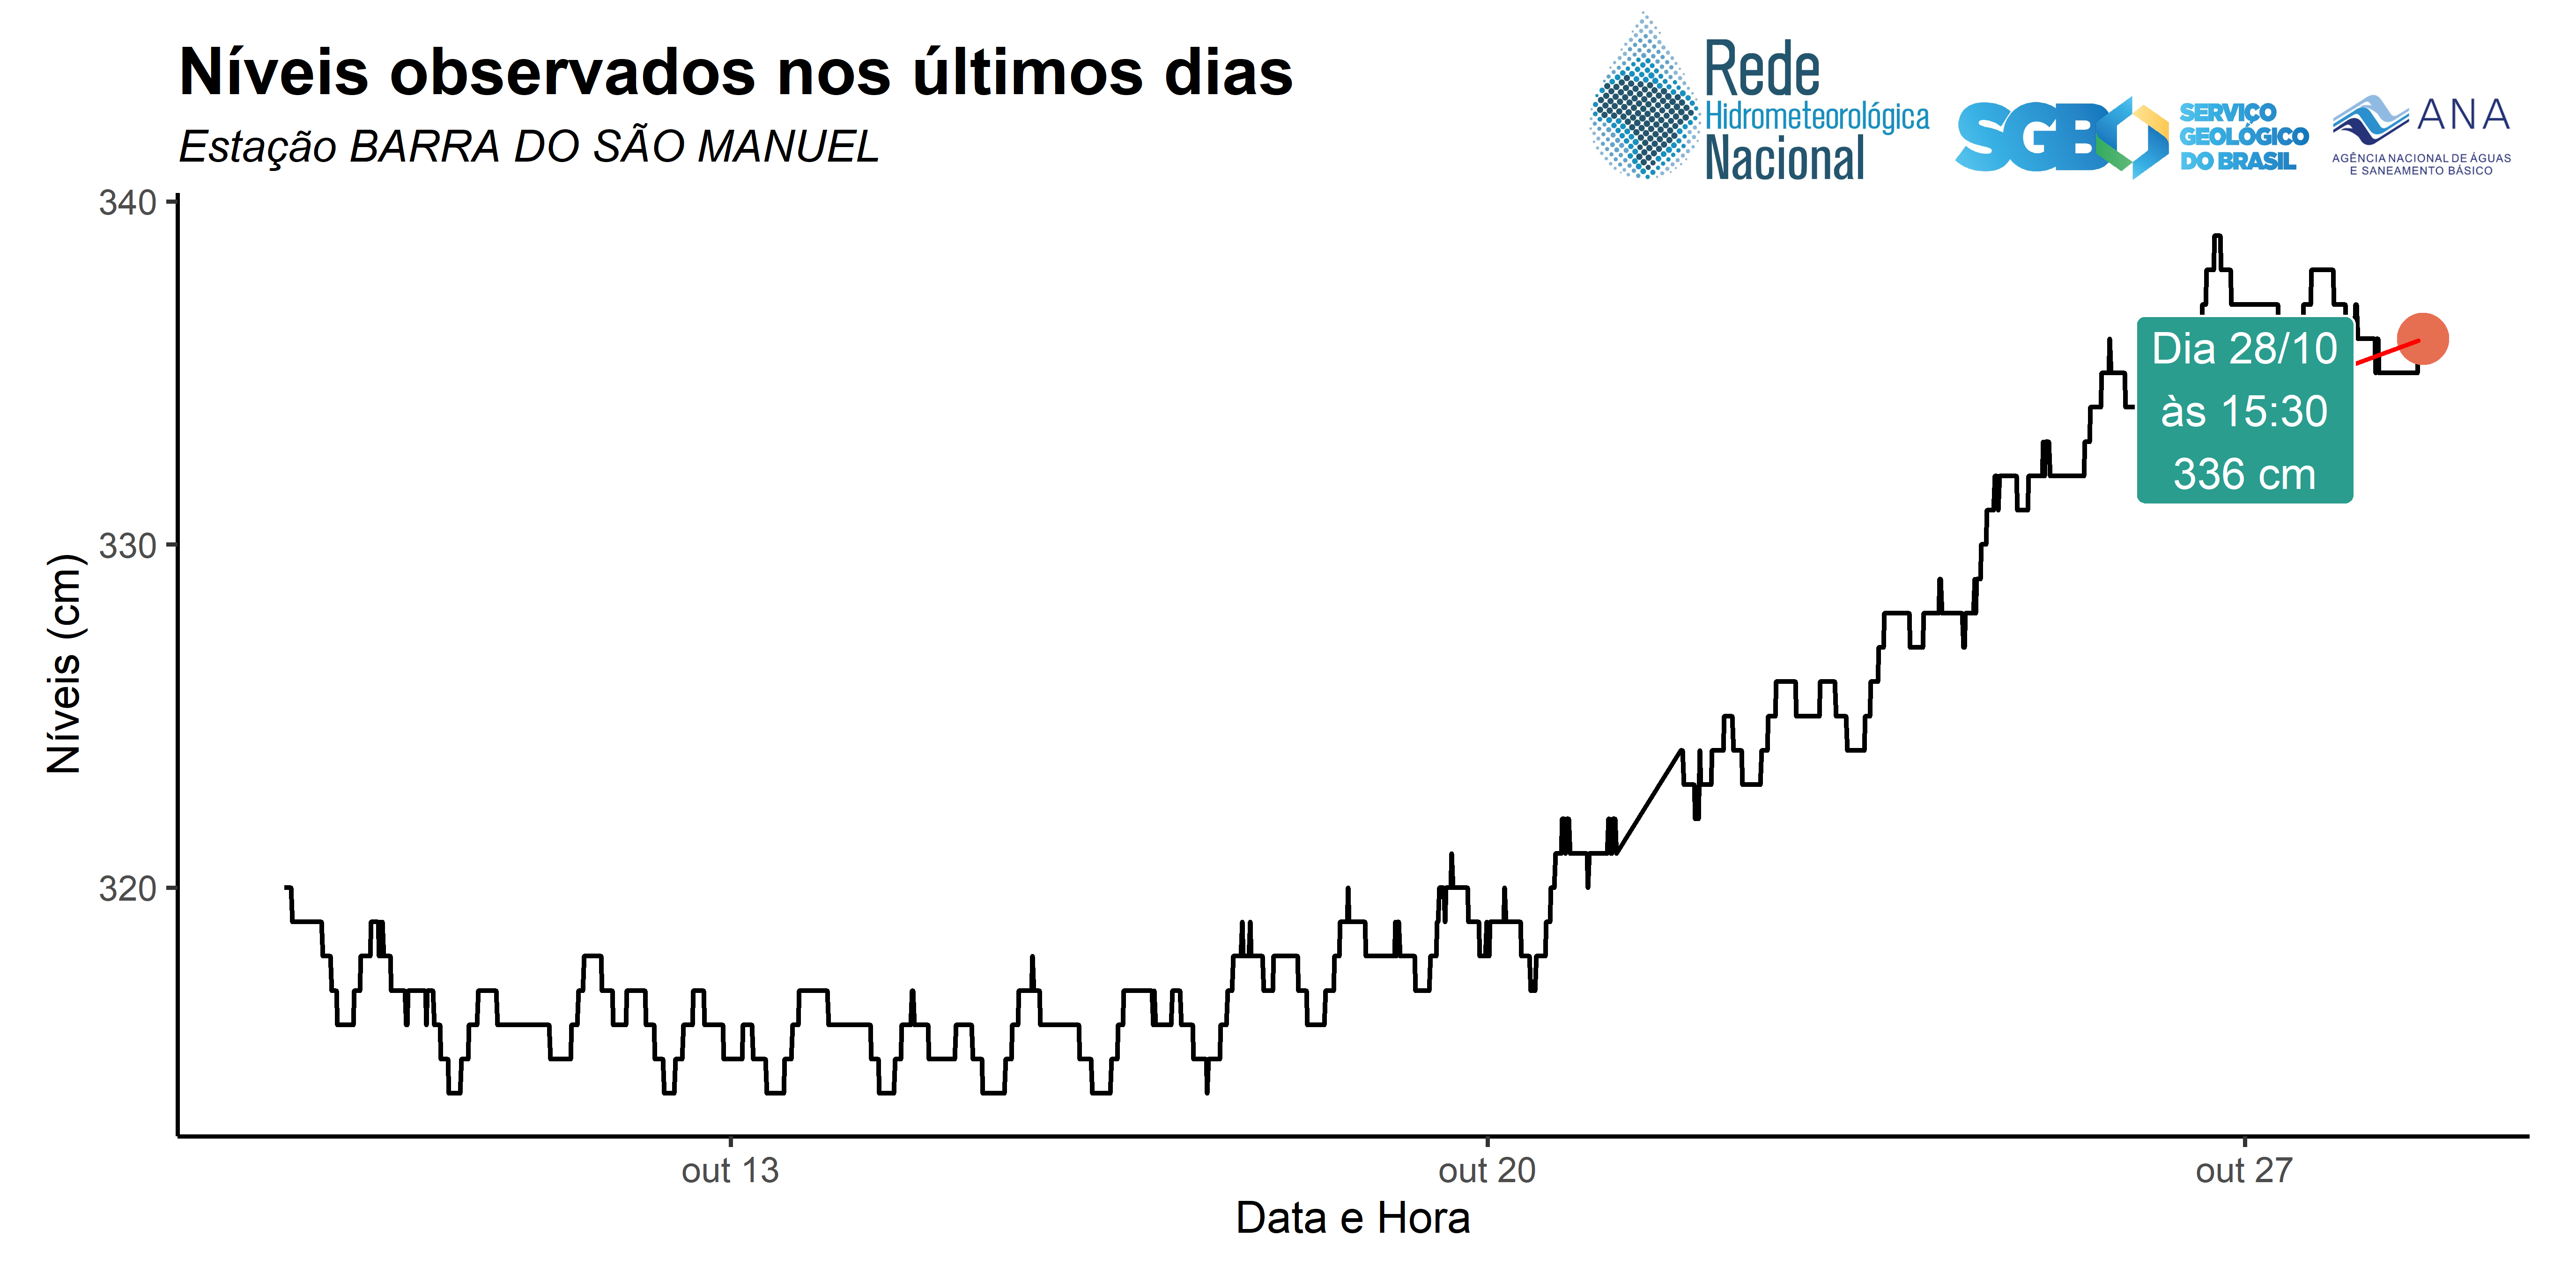 Níveis observados nos últimos dias
Estação BARRA DO SÃO MANUEL
Rede
Hidrometeorológica
Nacional
SGB
SERVIÇO
GEOLÓGICO
DO BRASIL
ANA
AGÊNCIA NACIONAL DE ÁGUAS
E SANEAMENTO BÁSICO
340
330
320
Níveis (cm)
Dia 28/10
às 15:30
336 cm
out 13
out 20
out 27
Data e Hora